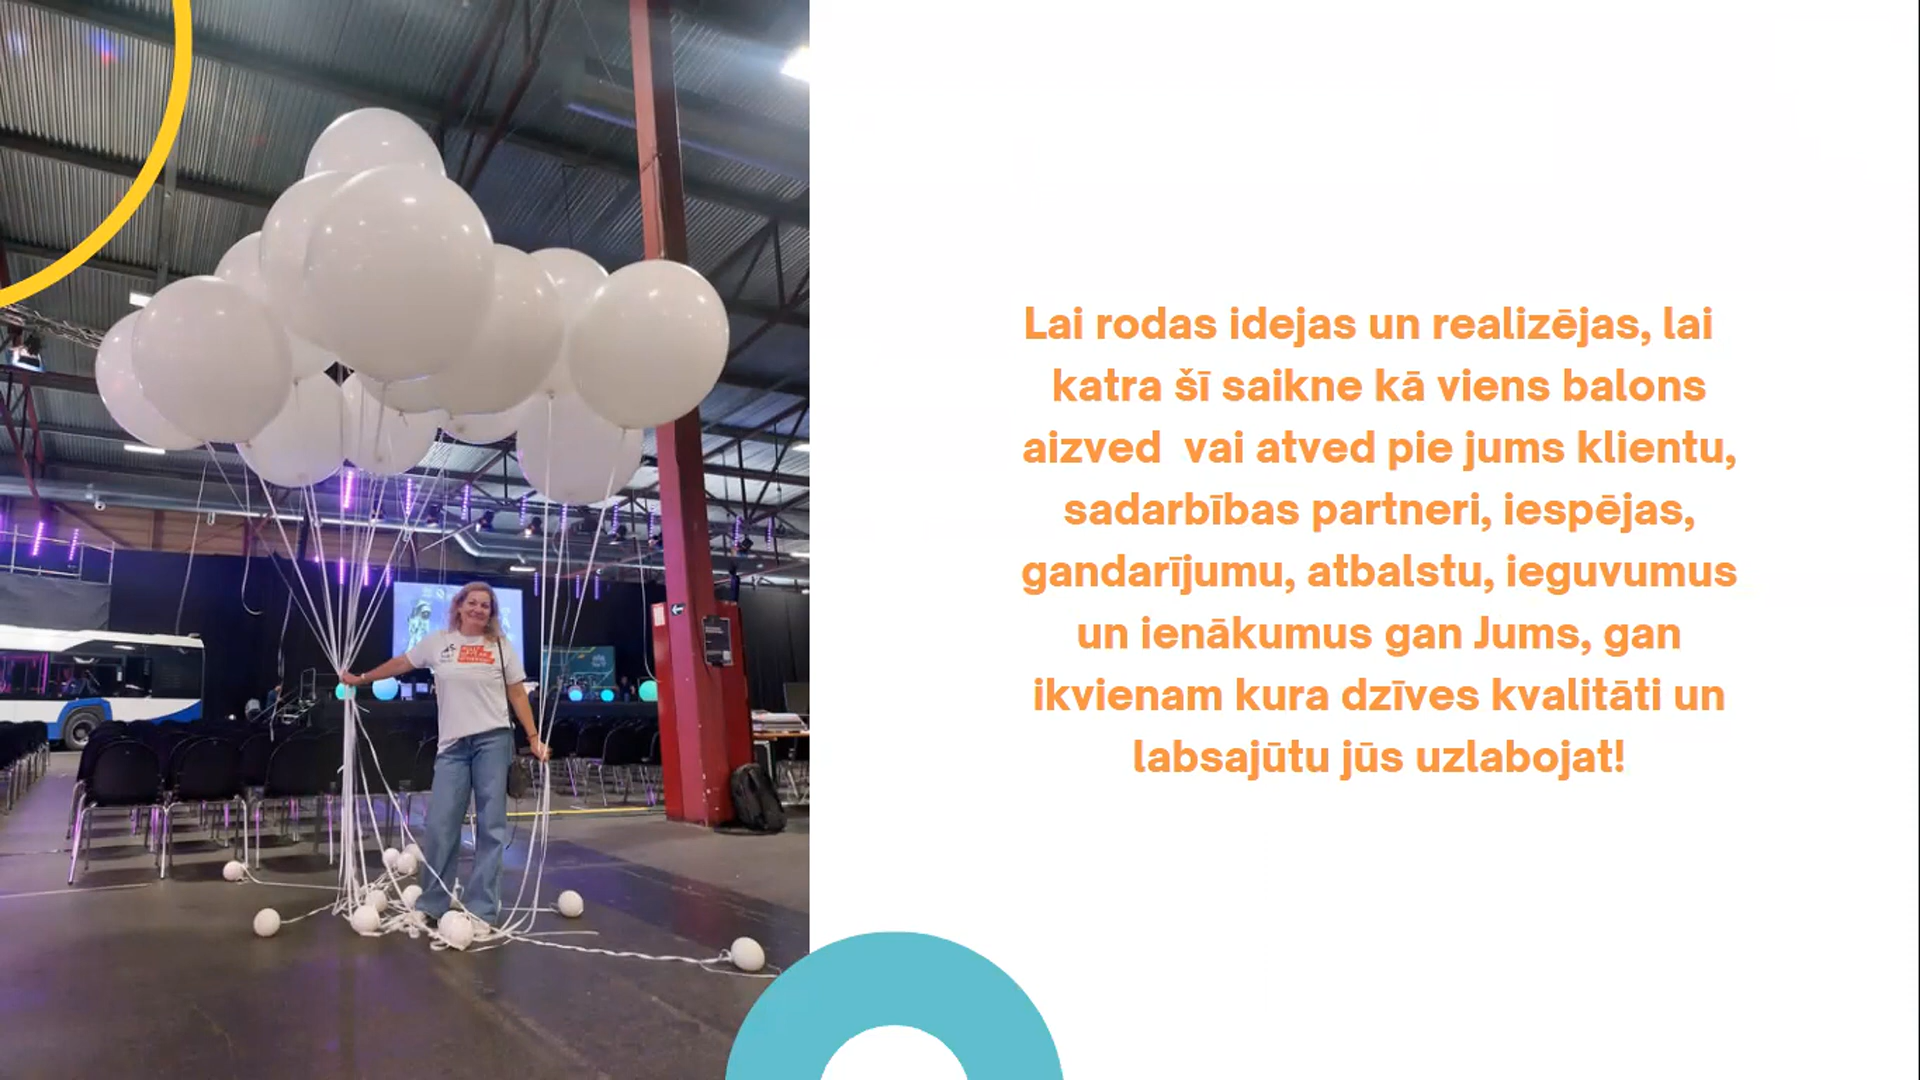 Lai rodas idejas un realizējas, lai
katra šī saikne kā viens balons
aizved vai atved pie jums klientu,
sadarbības partneri, iespējas,
gandarījumu, atbalstu, ieguvumus
un ienākumus gan Jums, gan
ikvienam kura dzīves kvalitāti un
labsajūtu jūs uzlabojat!